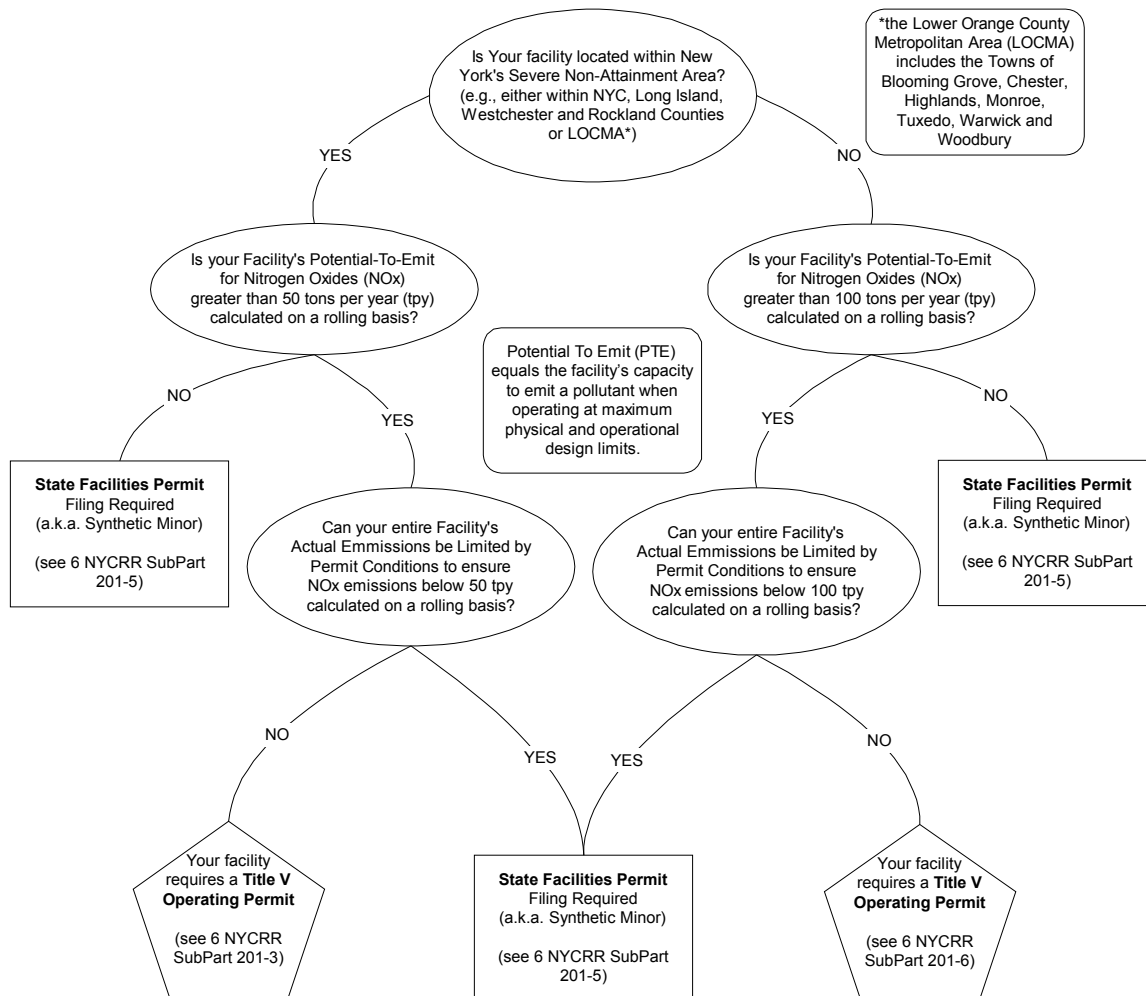 Is Your facility located within New
York's Severe Non-Attainment Area?
(e.g., either within NYC, Long Island,
Westchester and Rockland Counties
or LOCMA*)
*the Lower Orange County
Metropolitan Area (LOCMA)
includes the Towns of
Blooming Grove, Chester,
Highlands, Monroe,
Tuxedo, Warwick and
Woodbury
YES
NO
Is your Facility's Potential-To-Emit
for Nitrogen Oxides (NOx)
greater than 50 tons per year (tpy)
calculated on a rolling basis?
Is your Facility's Potential-To-Emit
for Nitrogen Oxides (NOx)
greater than 100 tons per year (tpy)
calculated on a rolling basis?
Potential To Emit (PTE)
equals the facility's capacity
to emit a pollutant when
operating at maximum
physical and operational
design limits.
NO
YES
YES
NO
State Facilities Permit
Filing Required
(a.k.a. Synthetic Minor)
(see 6 NYCRR SubPart
201-5)
Can your entire Facility's
Actual Emmissions be Limited by
Permit Conditions to ensure
NOx emissions below 50 tpy
calculated on a rolling basis?
Can your entire Facility's
Actual Emmissions be Limited by
Permit Conditions to ensure
NOx emissions below 100 tpy
calculated on a rolling basis?
State Facilities Permit
Filing Required
(a.k.a. Synthetic Minor)
(see 6 NYCRR SubPart
201-5)
NO
YES
YES
NO
Your facility
requires a Title V
Operating Permit
(see 6 NYCRR
SubPart 201-3)
State Facilities Permit
Filing Required
(a.k.a. Synthetic Minor)
(see 6 NYCRR SubPart
201-5)
Your facility
requires a Title V
Operating Permit
(see 6 NYCRR
SubPart 201-6)